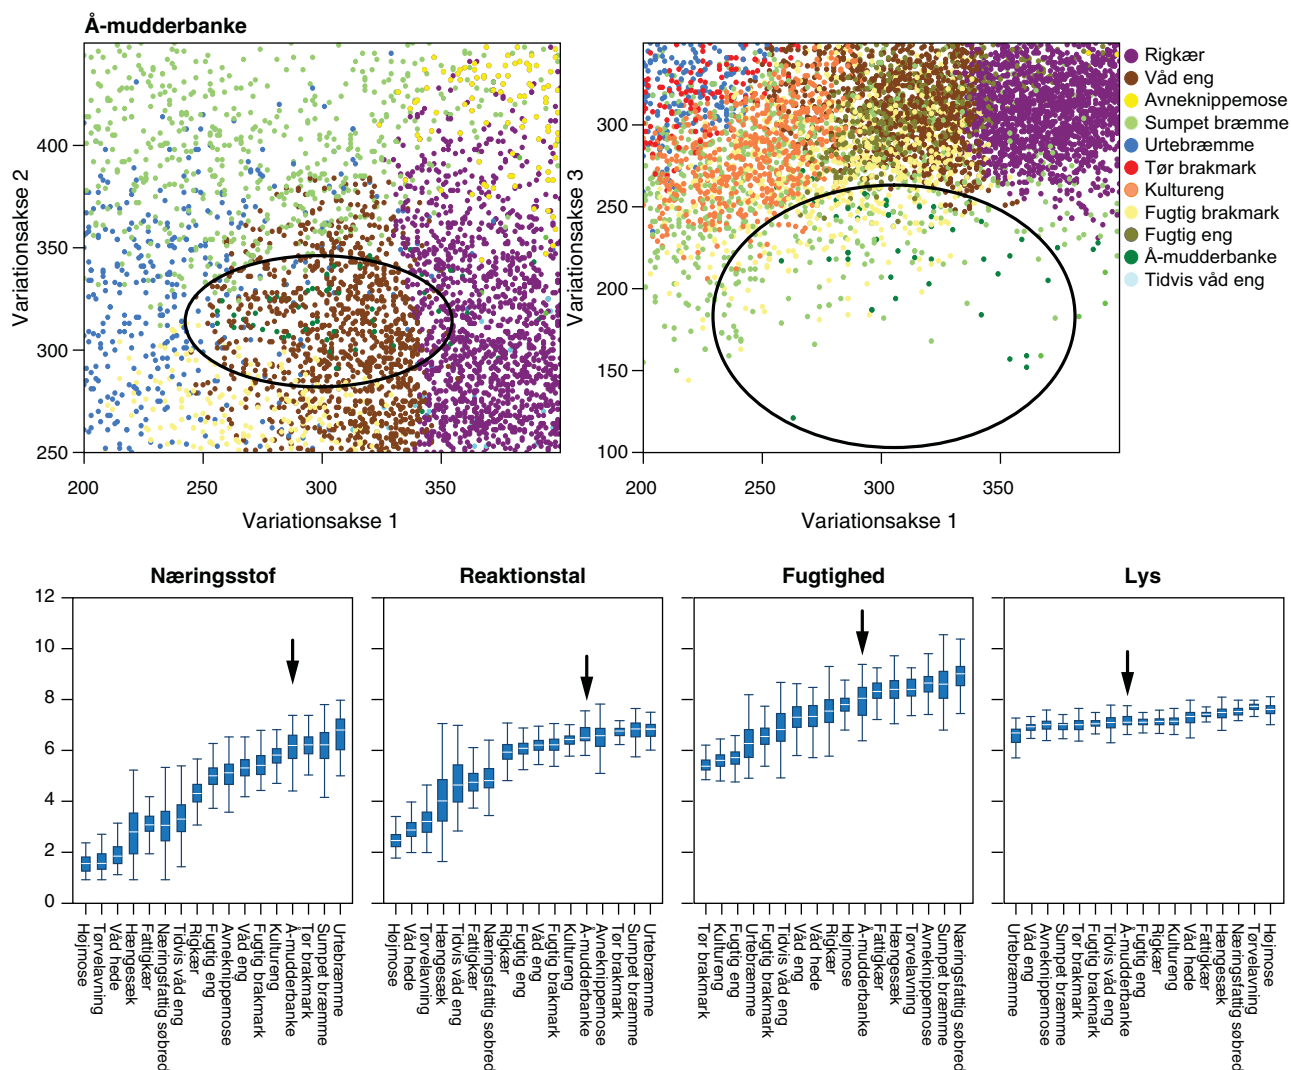 Å-mudderbanke
400
350
300
250
200
250
300
350
Variationsakse 2
Variationsakse 1
300
250
200
150
100
200
250
300
350
Variationsakse 3
Variationsakse 1
Rigkær
Våd eng
Avneknippemose
Sumpet bræmme
Urtebræmme
Tør brakmark
Kultureng
Fugtig brakmark
Fugtig eng
Å-mudderbanke
Tidvis våd eng
Næringsstof
12
10
8
6
4
2
0
Højmose
Tørvelavning
Våd hede
Hængesæk
Fattigkær
Næringsfattig søbred
Tidvis våd eng
Rigkær
Fugtig eng
Avneknippemose
Våd eng
Fugtig brakmark
Kultureng
Å-mudderbanke
Tør brakmark
Sumpet bræmme
Urtebræmme
Reaktionstal
Højmose
Våd hede
Tørvelavning
Hængesæk
Tidvis våd eng
Fattigkær
Næringsfattig søbred
Rigkær
Fugtig eng
Våd eng
Fugtig brakmark
Kultureng
Å-mudderbanke
Avneknippemose
Tør brakmark
Sumpet bræmme
Urtebræmme
Fugtighed
Tør brakmark
Kultureng
Fugtig eng
Urtebræmme
Fugtig brakmark
Tidvis våd eng
Våd eng
Våd hede
Rigkær
Højmose
Å-mudderbanke
Fattigkær
Hængesæk
Tørvelavning
Avneknippemose
Sumpet bræmme
Næringsfattig søbred
Lys
Urtebræmme
Våd eng
Avneknippemose
Sumpet bræmme
Tør brakmark
Fugtig brakmark
Tidvis våd eng
Å-mudderbanke
Fugtig eng
Rigkær
Kultureng
Våd hede
Fattigkær
Hængesæk
Næringsfattig søbred
Tørvelavning
Højmose